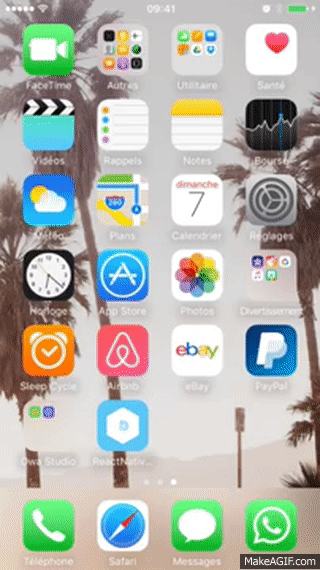 09:41
FaceTime
Autres
Utilitaire
Santé
Vidéos
Rappels
Notes
Bourse
dimanche
7
280
Météo
Plans
Calendrier
Réglages
Horloge
App Store
Photos
Divertissement
ebay
Sleep Cycle
Airbnb
eBay
PayPal
Owa Studio
ReactNativ...
Téléphone
Safari
Messages
WhatsApp
MakeAGIF.com